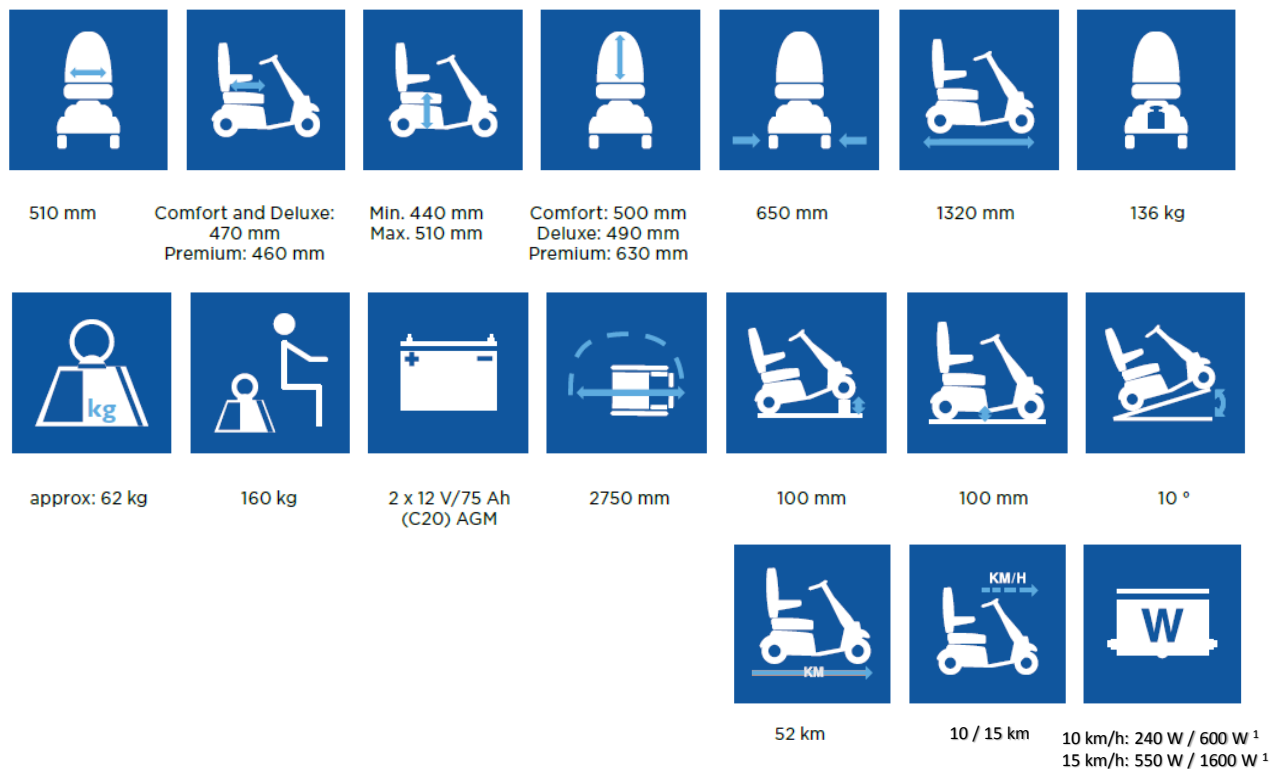 510 mm
Comfort and Deluxe:
470 mm
Premium: 460 mm
Min. 440 mm
Max. 510 mm
Comfort: 500 mm
Deluxe: 490 mm
Premium: 630 mm
650 mm
1320 mm
136 kg
kg
approx: 62 kg
160 kg
+ −
2 x 12 V/75 Ah
(C20) AGM
2750 mm
100 mm
100 mm
10 °
KM
52 km
KM/H
10 / 15 km
W
10 km/h: 240 W / 600 W ¹
15 km/h: 550 W / 1600 W ¹